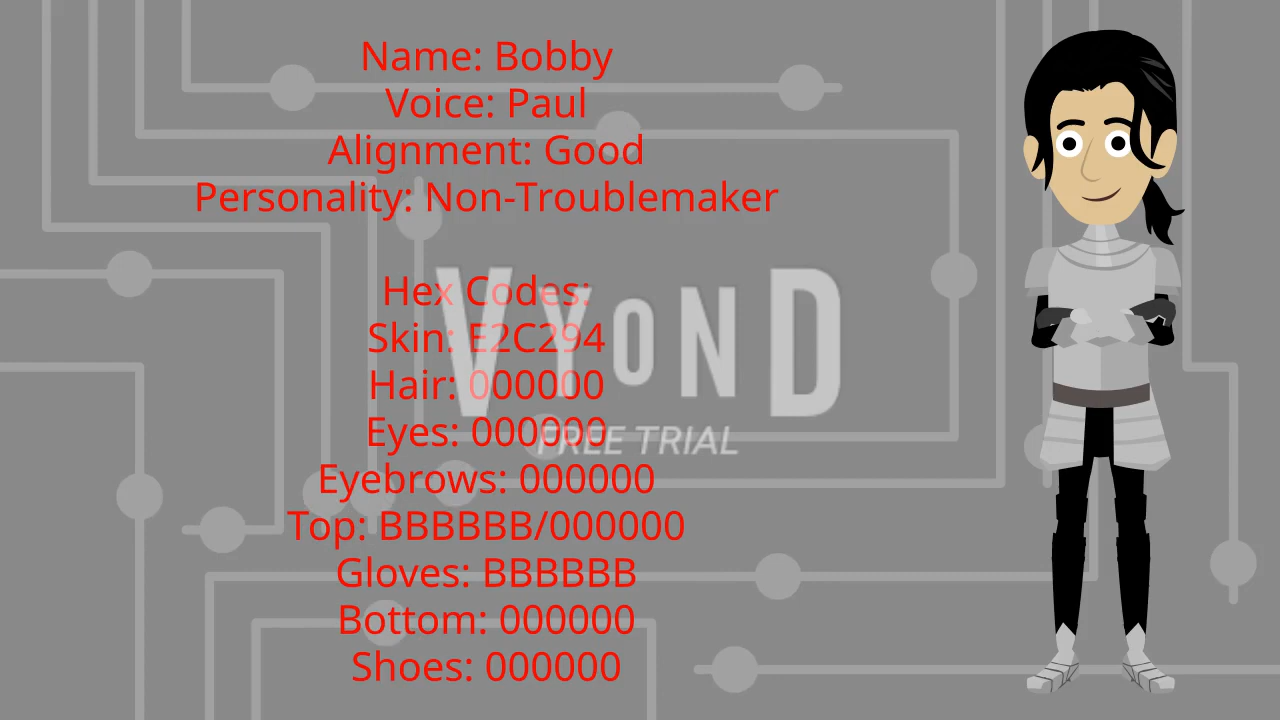 Name: Bobby
Voice: Paul
Alignment: Good
Personality: Non-Troublemaker
Hex Codes:
Skin: E2C294
Hair: 000000
Eyes: 000000
Eyebrows: 000000
Top: BBBBBB/000000
Gloves: BBBBBB
Bottom: 000000
Shoes: 000000
VYOND
FREE TRIAL